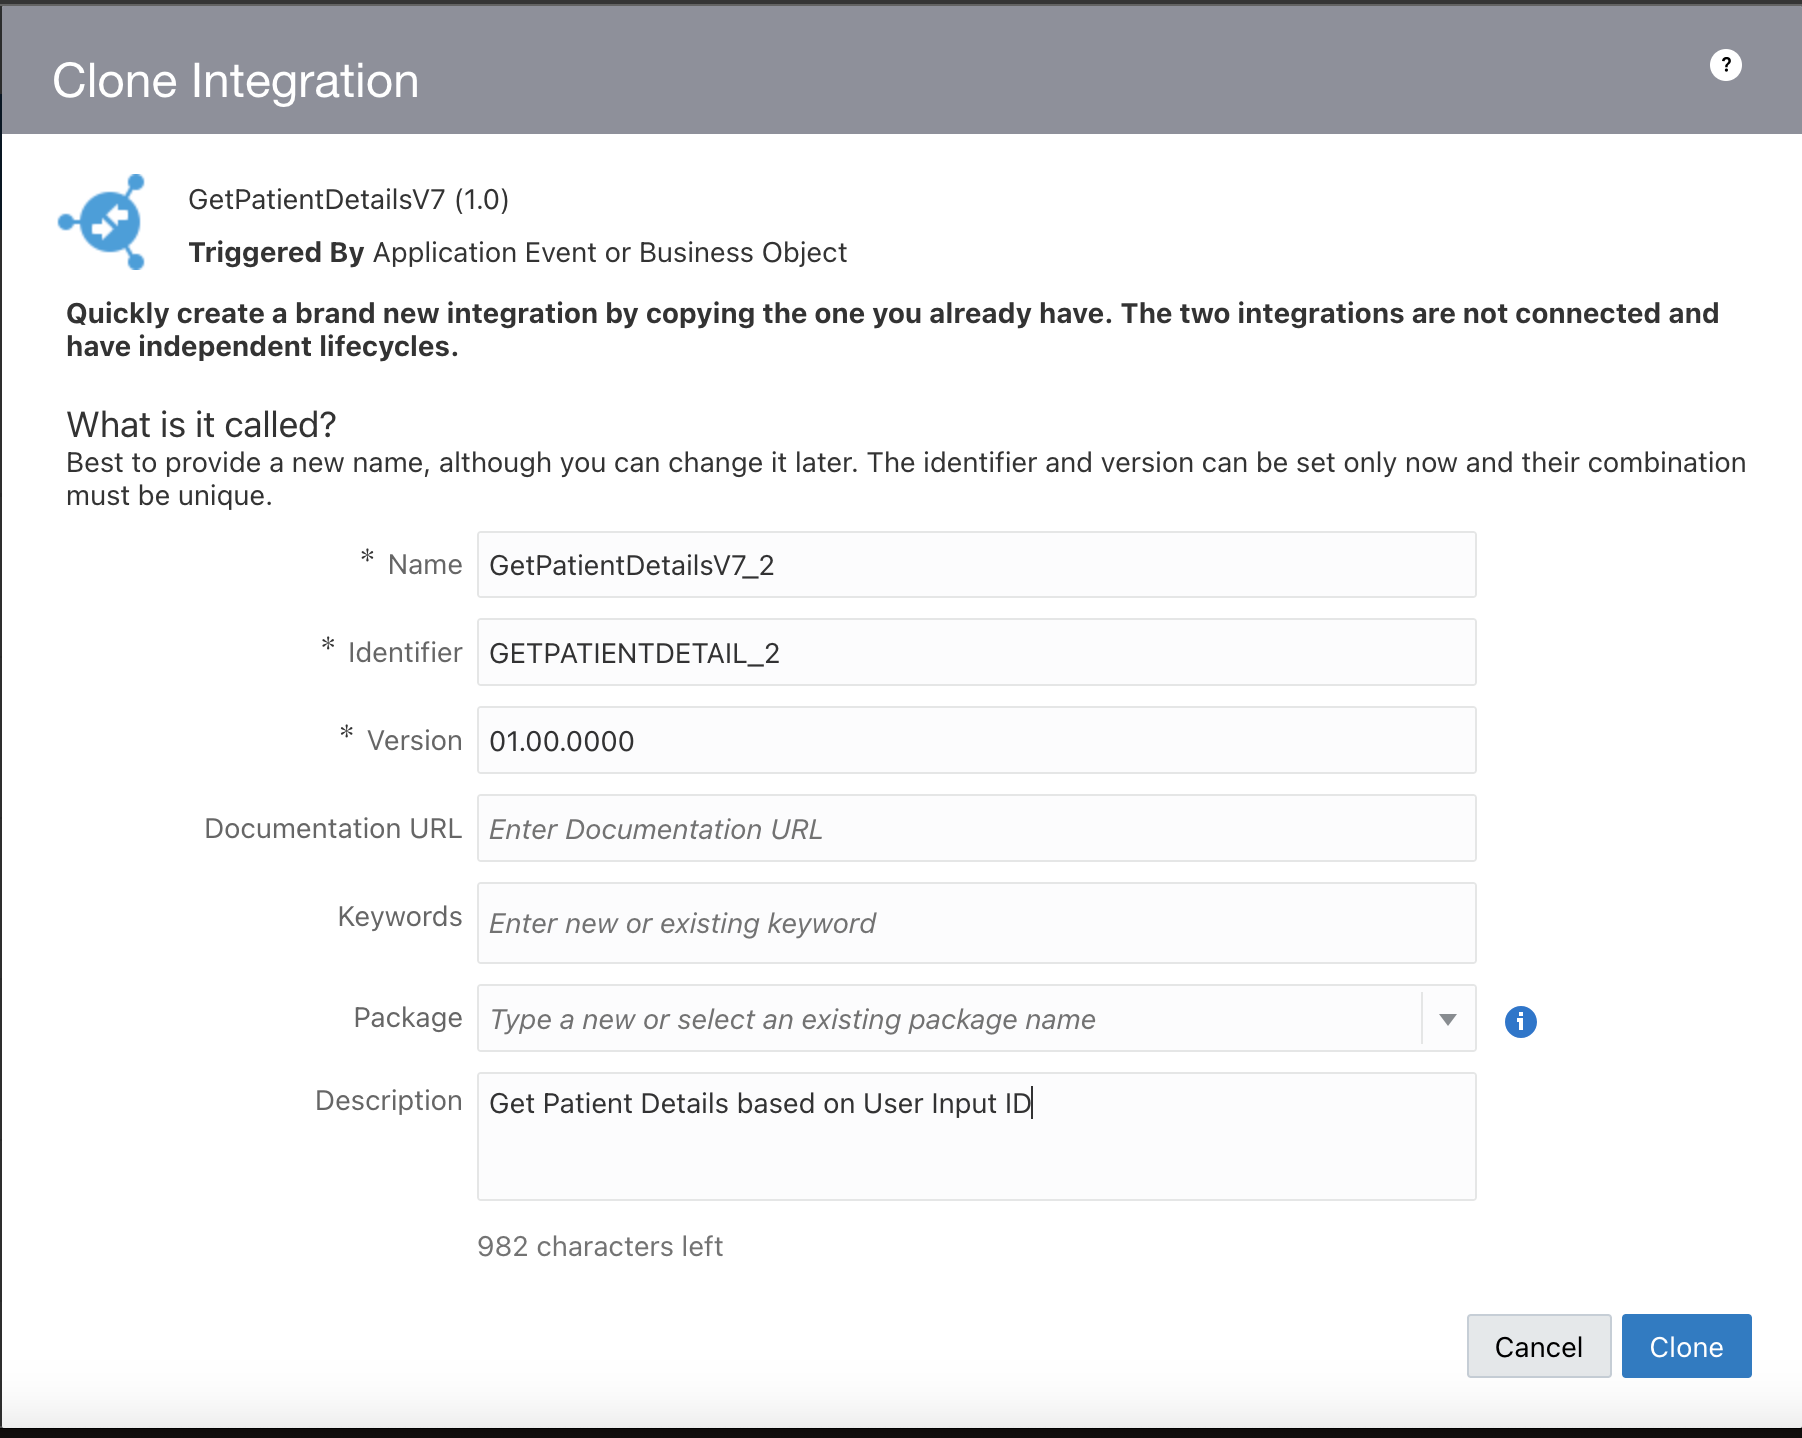 Clone Integration
?
GetPatientDetailsV7 (1.0)
Triggered By Application Event or Business Object
Quickly create a brand new integration by copying the one you already have. The two integrations are not connected and
have independent lifecycles.
What is it called?
Best to provide a new name, although you can change it later. The identifier and version can be set only now and their combination
must be unique.
* Name GetPatientDetailsV7_2
* Identifier GETPATIENTDETAIL_2
* Version 01.00.0000
Documentation URL Enter Documentation URL
Keywords Enter new or existing keyword
Package Type a new or select an existing package name
Description Get Patient Details based on User Input ID
982 characters left
Cancel Clone